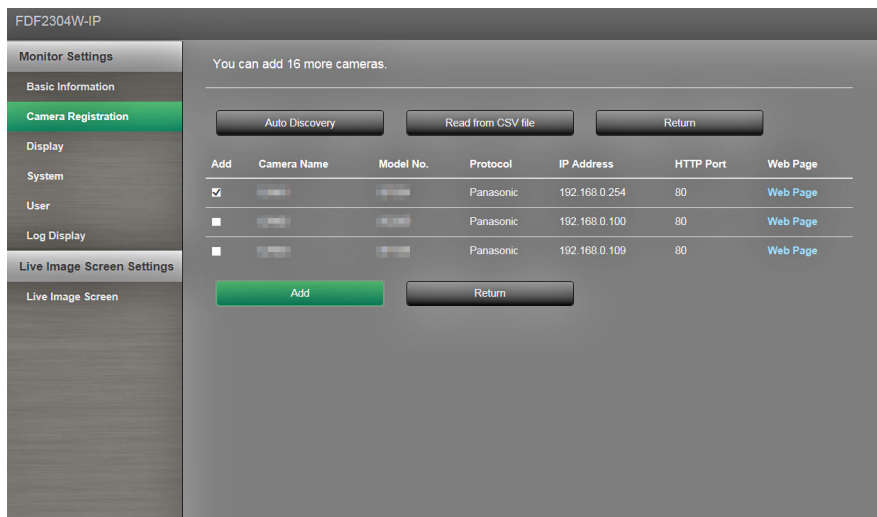 FDF2304W-IP
Monitor Settings
Basic Information
Camera Registration
Display
System
User
Log Display
Live Image Screen Settings
Live Image Screen
You can add 16 more cameras.
Auto Discovery Read from CSV file Return
Add Camera Name Model No. Protocol IP Address HTTP Port Web Page
Panasonic 192.168.0.254 80 Web Page
Panasonic 192.168.0.100 80 Web Page
Panasonic 192.168.0.109 80 Web Page
Add Return